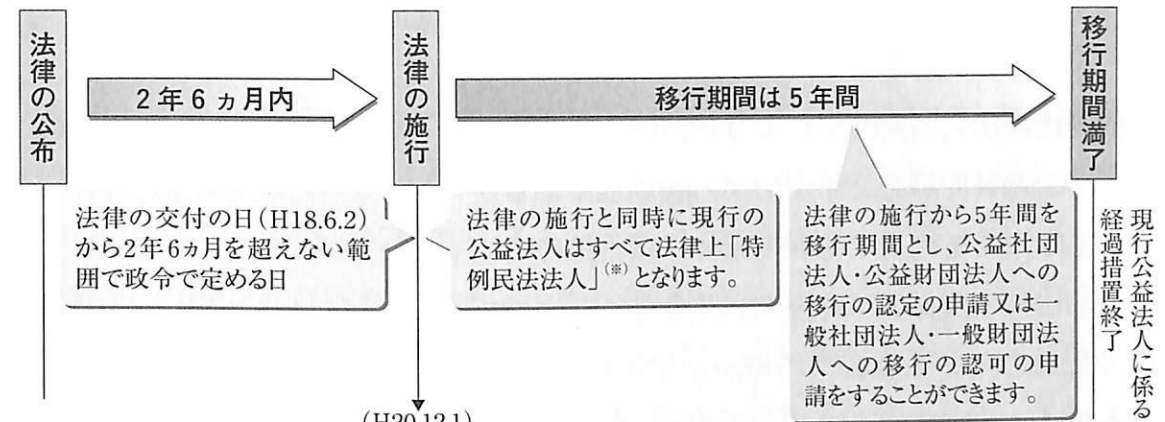 法律の公布
2年6ヵ月内
法律の施行
移行期間は5年間
移行期間満了
法律の交付の日(H18.6.2)
から2年6ヵ月を超えない範
囲で政令で定める日
法律の施行と同時に現行の
公益法人はすべて法律上「特
例民法法人」(※)となります。
法律の施行から5年間を
移行期間とし、公益社団
法人・公益財団法人への
移行の認定の申請又は一
般社団法人・一般財団法
人への移行の認可の申
請をすることができます。
現行公益法人に係る
経過措置終了
(H20.12.1)